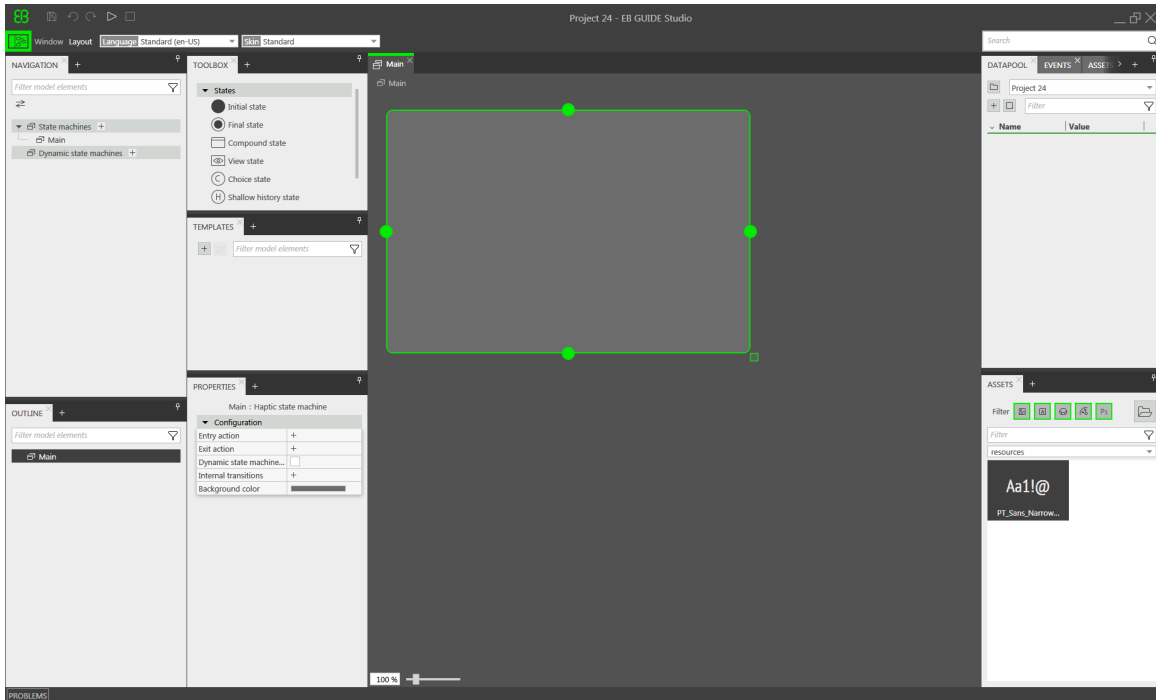 EB
Project 24 - EB GUIDE Studio
Window Layout Language Standard (en-US) Skin Standard
Search
NAVIGATION
Filter model elements
State machines
Main
Dynamic state machines
OUTLINE
Filter model elements
Main
TOOLBOX
States
Initial state
Final state
Compound state
View state
C Choice state
H Shallow history state
TEMPLATES
Filter model elements
PROPERTIES
Main : Haptic state machine
Configuration
Entry action +
Exit action +
Dynamic state machine...
Internal transitions +
Background color
Main
Main
100 %
DATAPOOL EVENTS ASSETS
Project 24
Filter
Name Value
ASSETS
Filter A Ps
Filter
resources
Aa1!@
PT_Sans_Narrow...
PROBLEMS